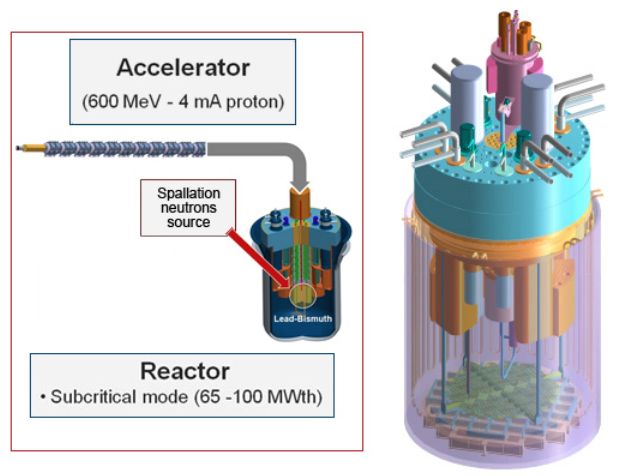 Accelerator
(600 MeV - 4 mA proton)
Spallation
neutrons
source
Lead-Bismuth
Reactor
• Subcritical mode (65 -100 MWth)